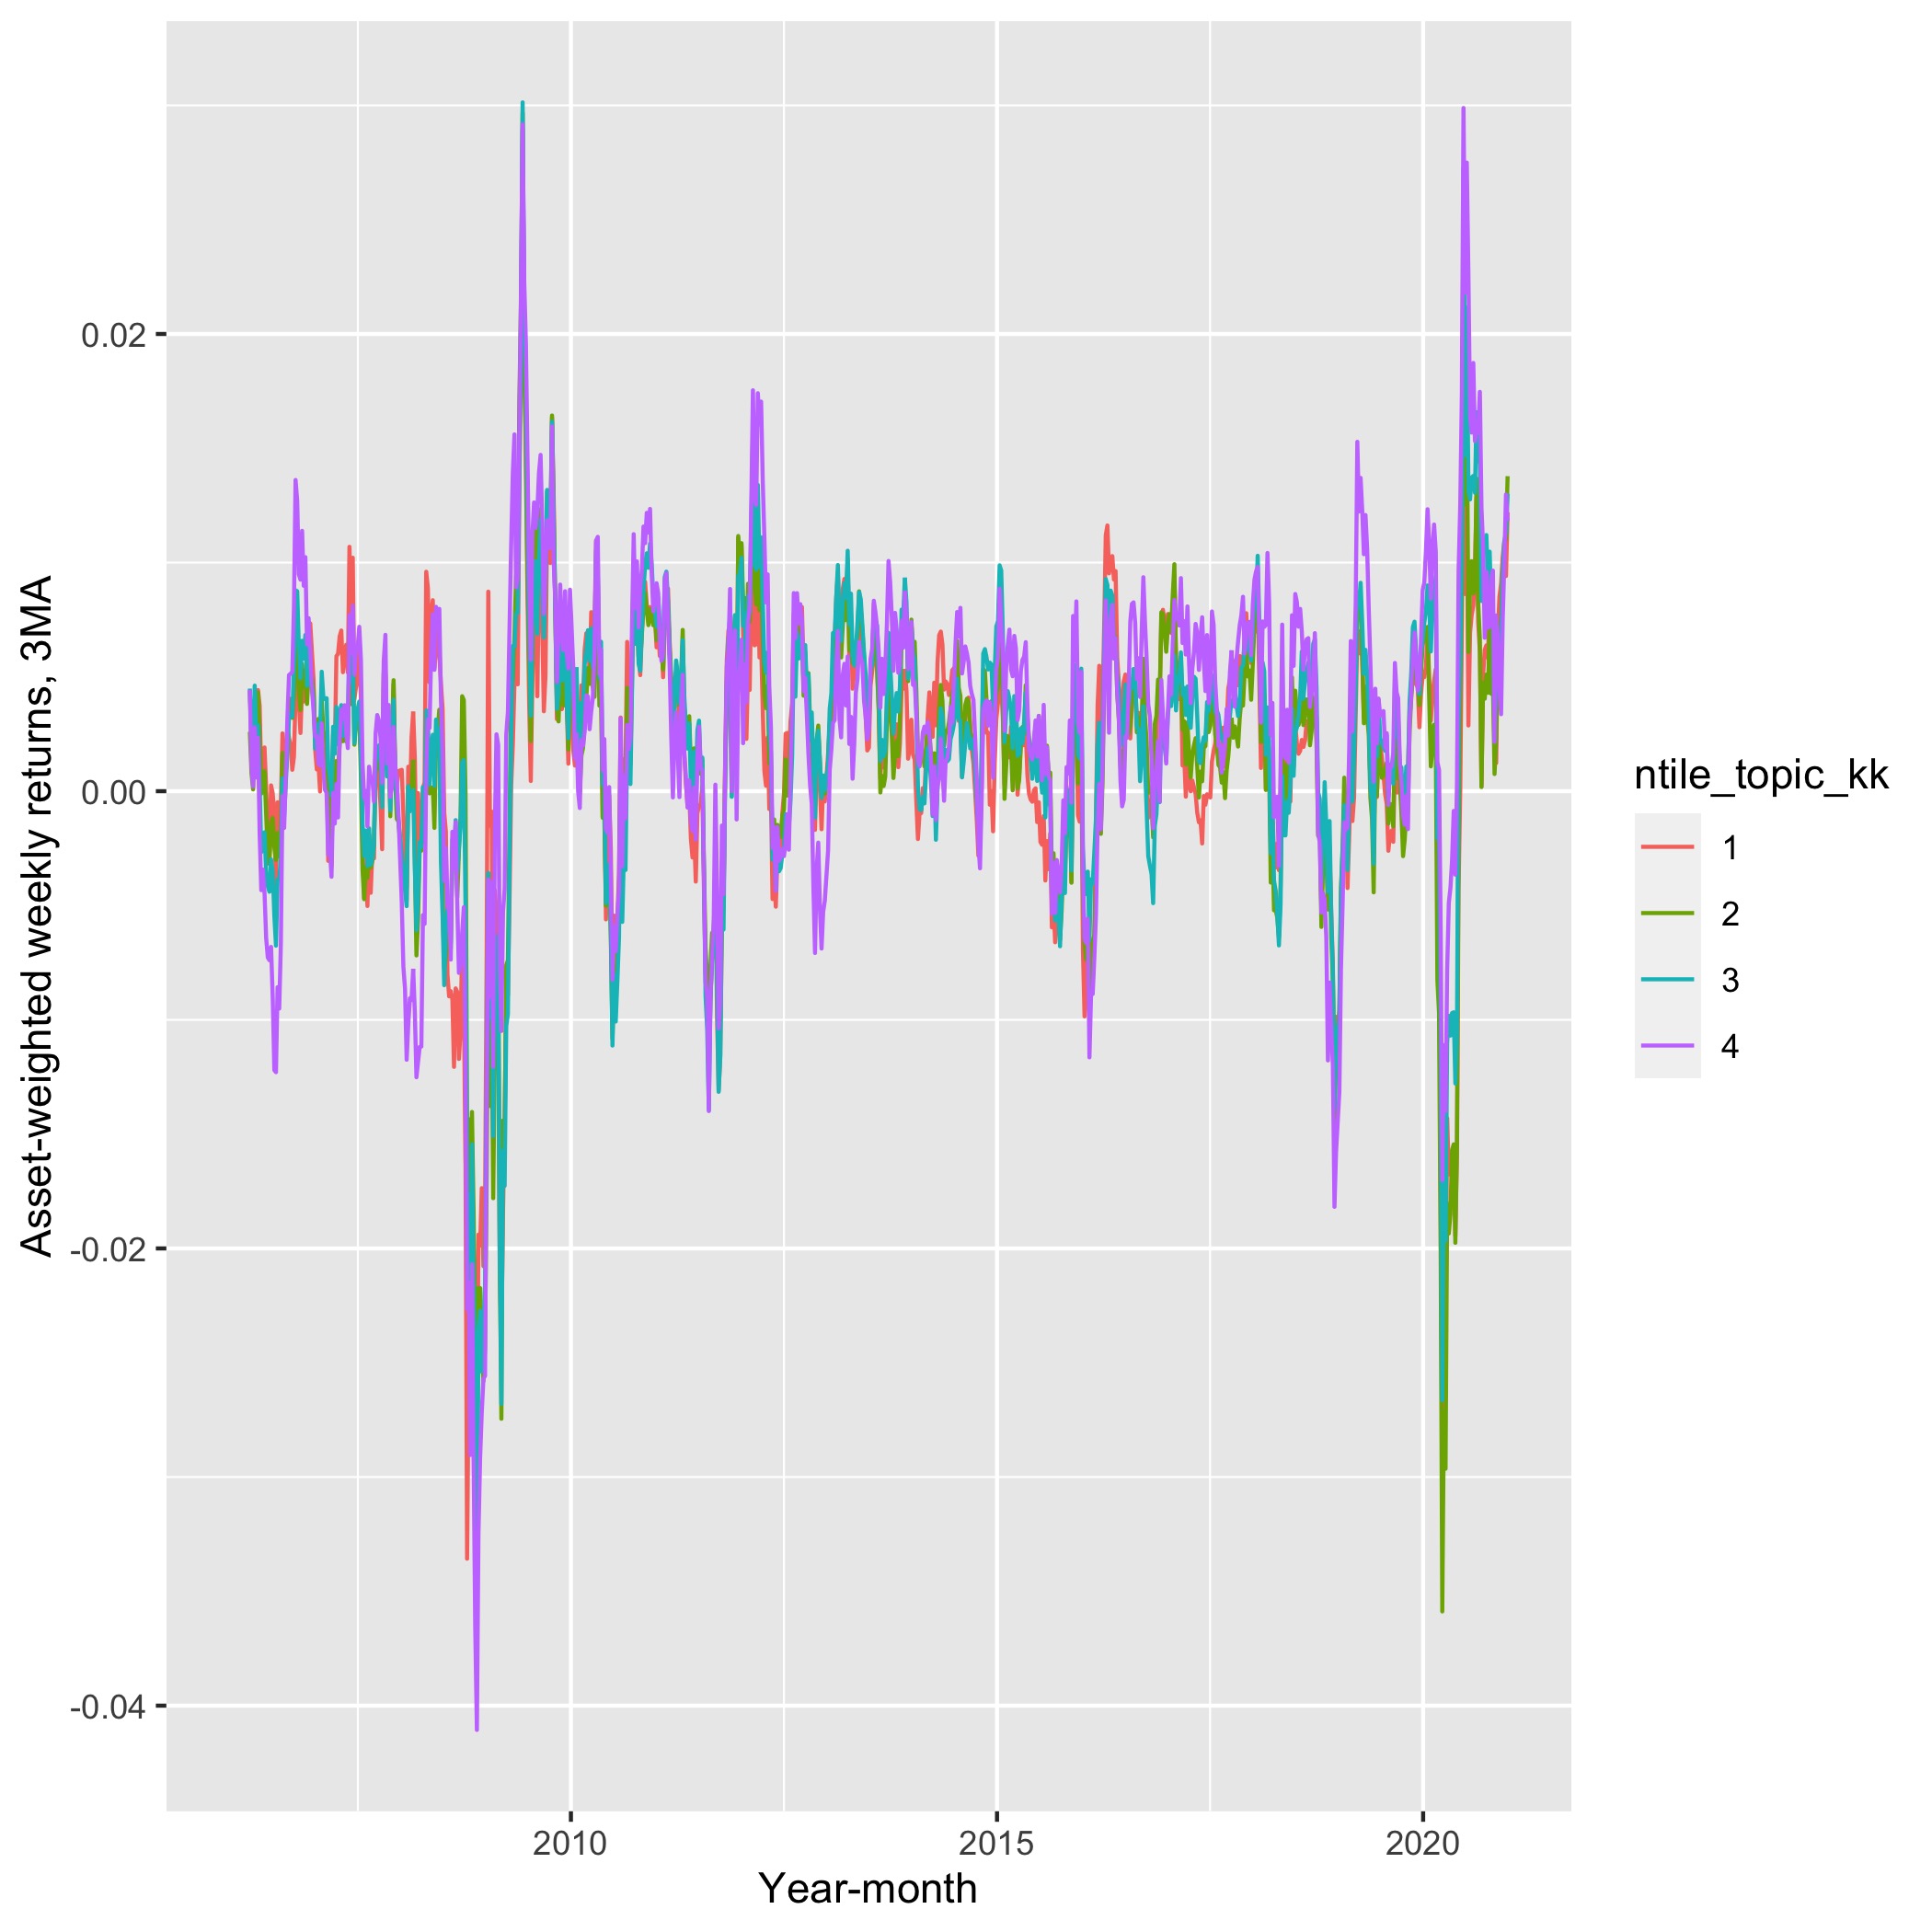 Asset-weighted weekly returns, 3MA
0.02
0.00
-0.02
-0.04
2010 2015 2020
Year-month
ntile_topic_kk
1
2
3
4